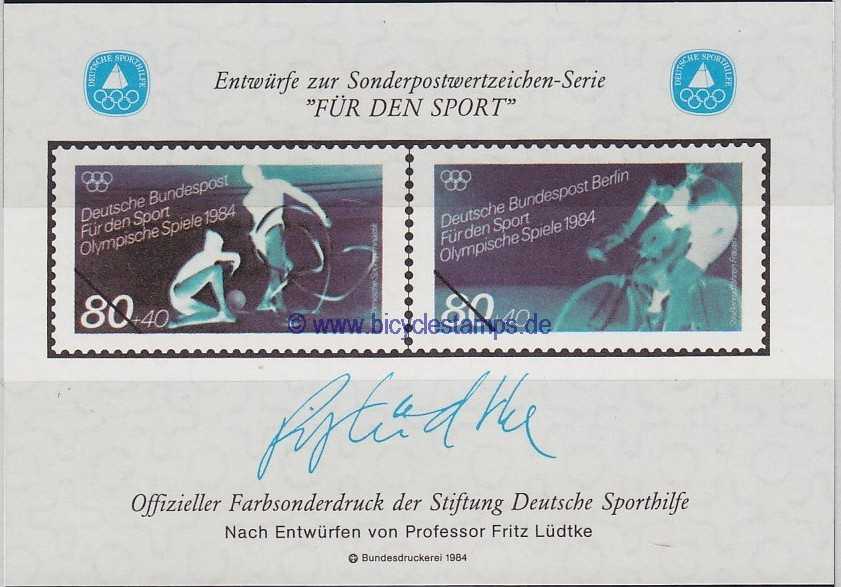 DEUTSCHE SPORTHILFE
DEUTSCHE SPORTHILFE
Entwürfe zur Sonderpostwertzeichen-Serie
"FÜR DEN SPORT"
Deutsche Bundespost
Für den Sport
Olympische Spiele 1984
80+40
Deutsche Bundespost Berlin
Für den Sport
Olympische Spiele 1984
80+40
© www.bicyclestamps.de
Offizieller Farbsonderdruck der Stiftung Deutsche Sporthilfe
Nach Entwürfen von Professor Fritz Lüdtke
Bundesdruckerei 1984